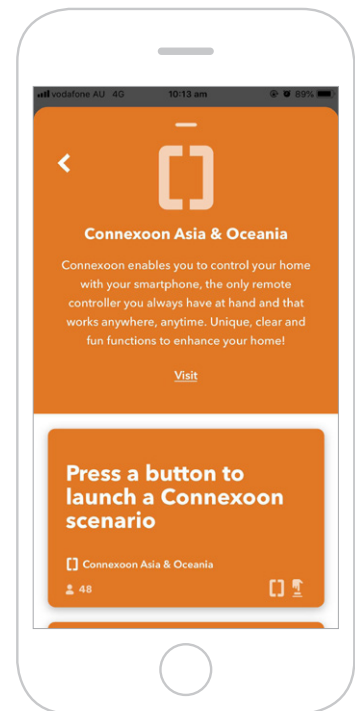 vodafone AU 4G 10:13 am 89%
Connexoon Asia & Oceania
Connexoon enables you to control your home
with your smartphone, the only remote
controller you always have at hand and that
works anywhere, anytime. Unique, clear and
fun functions to enhance your home!
Visit
Press a button to
launch a Connexoon
scenario
Connexoon Asia & Oceania
48